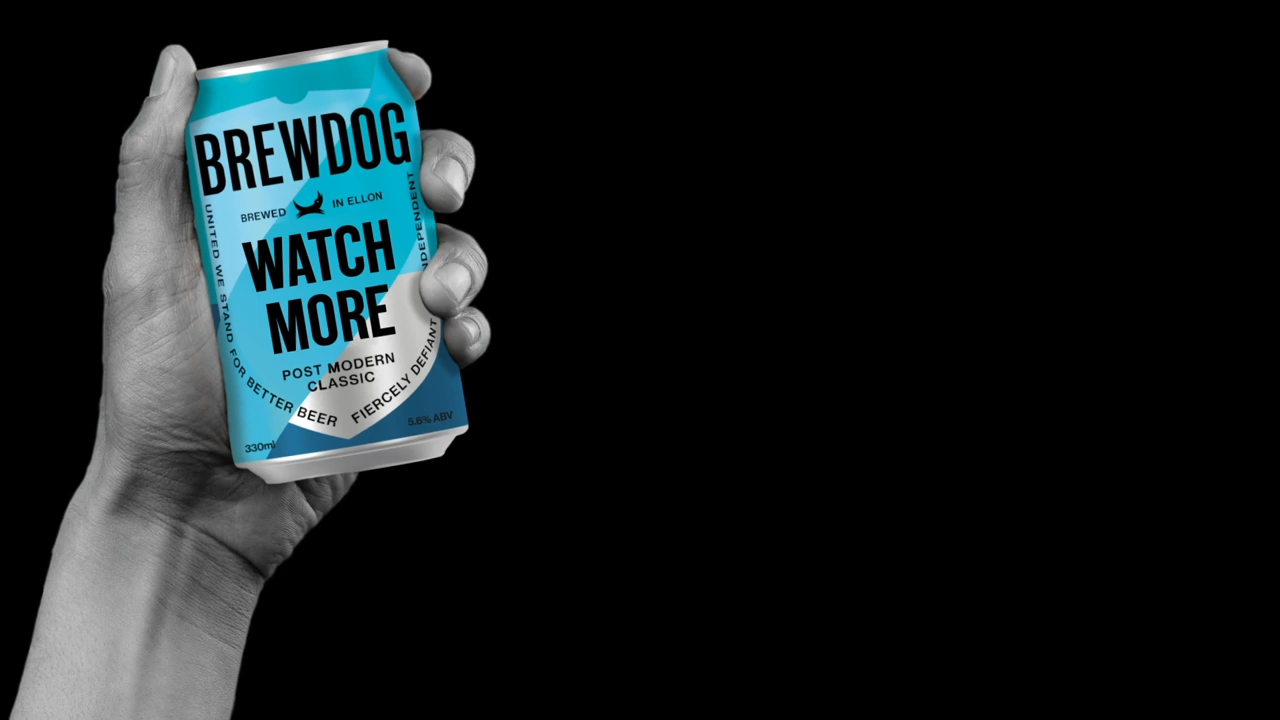 BREWDOG
BREWED IN ELLON
WATCH
MORE
POST MODERN
CLASSIC
UNITED WE STAND FOR BETTER BEER
FIERCELY DEFIANT
330ml
5.6% ABV